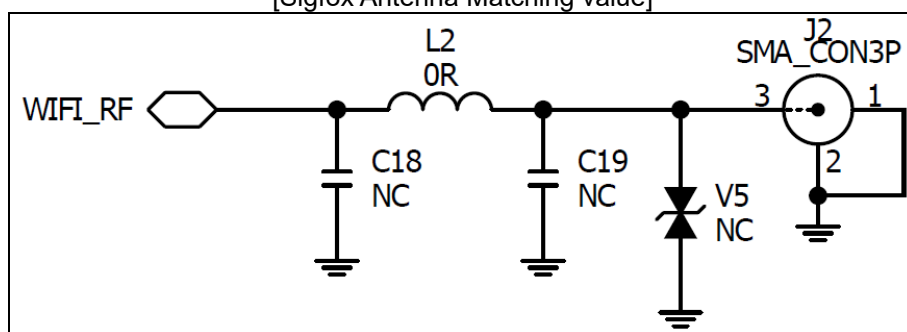 [Sigfox Antenna Matching value]
J2
SMA_CON3P
L2
0R
WIFI_RF
3
1
2
C18
NC
C19
NC
V5
NC